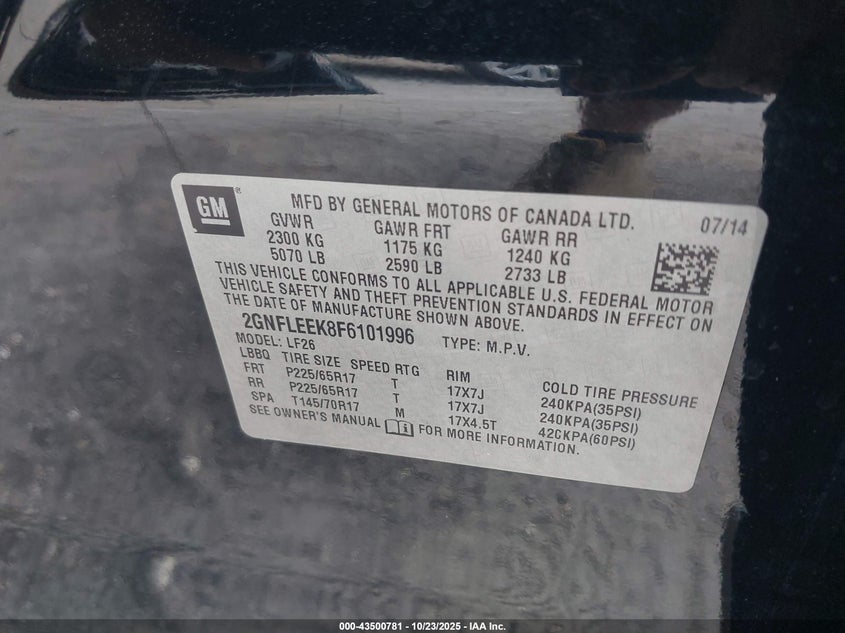 GM
MFD BY GENERAL MOTORS OF CANADA LTD. 07/14
GVWR GAWR FRT GAWR RR
2300 KG 1175 KG 1240 KG
5070 LB 2590 LB 2733 LB
THIS VEHICLE CONFORMS TO ALL APPLICABLE U.S. FEDERAL MOTOR
VEHICLE SAFETY AND THEFT PREVENTION STANDARDS IN EFFECT ON
THE DATE OF MANUFACTURE SHOWN ABOVE.
2GNFLEEK8F6101996 TYPE: M.P.V.
MODEL: LF26
LBBQ TIRE SIZE SPEED RTG RIM COLD TIRE PRESSURE
FRT P225/65R17 T 17X7J 240KPA(35PSI)
RR P225/65R17 T 17X7J 240KPA(35PSI)
SPA T145/70R17 M 17X4.5T 420KPA(60PSI)
SEE OWNER'S MANUAL FOR MORE INFORMATION.
000-43500781 - 10/23/2025 - IAA Inc.